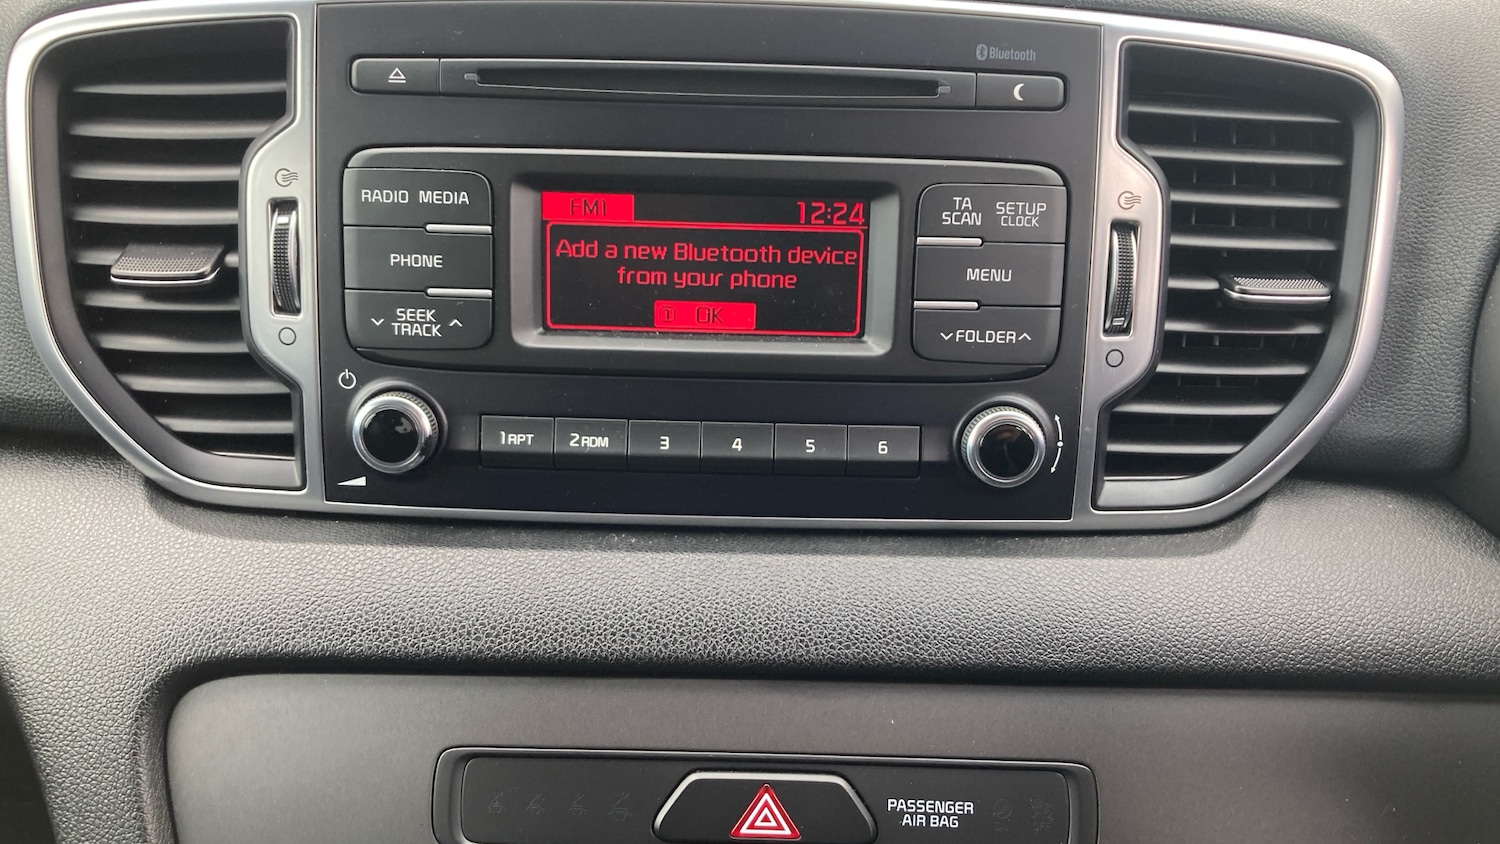 Bluetooth
RADIO MEDIA
PHONE
SEEK
TRACK
FM1
12:24
Add a new Bluetooth device
from your phone
1 OK
TA
SCAN
SETUP
CLOCK
MENU
FOLDER
1 RPT
2 RDM
3
4
5
6
PASSENGER
AIR BAG